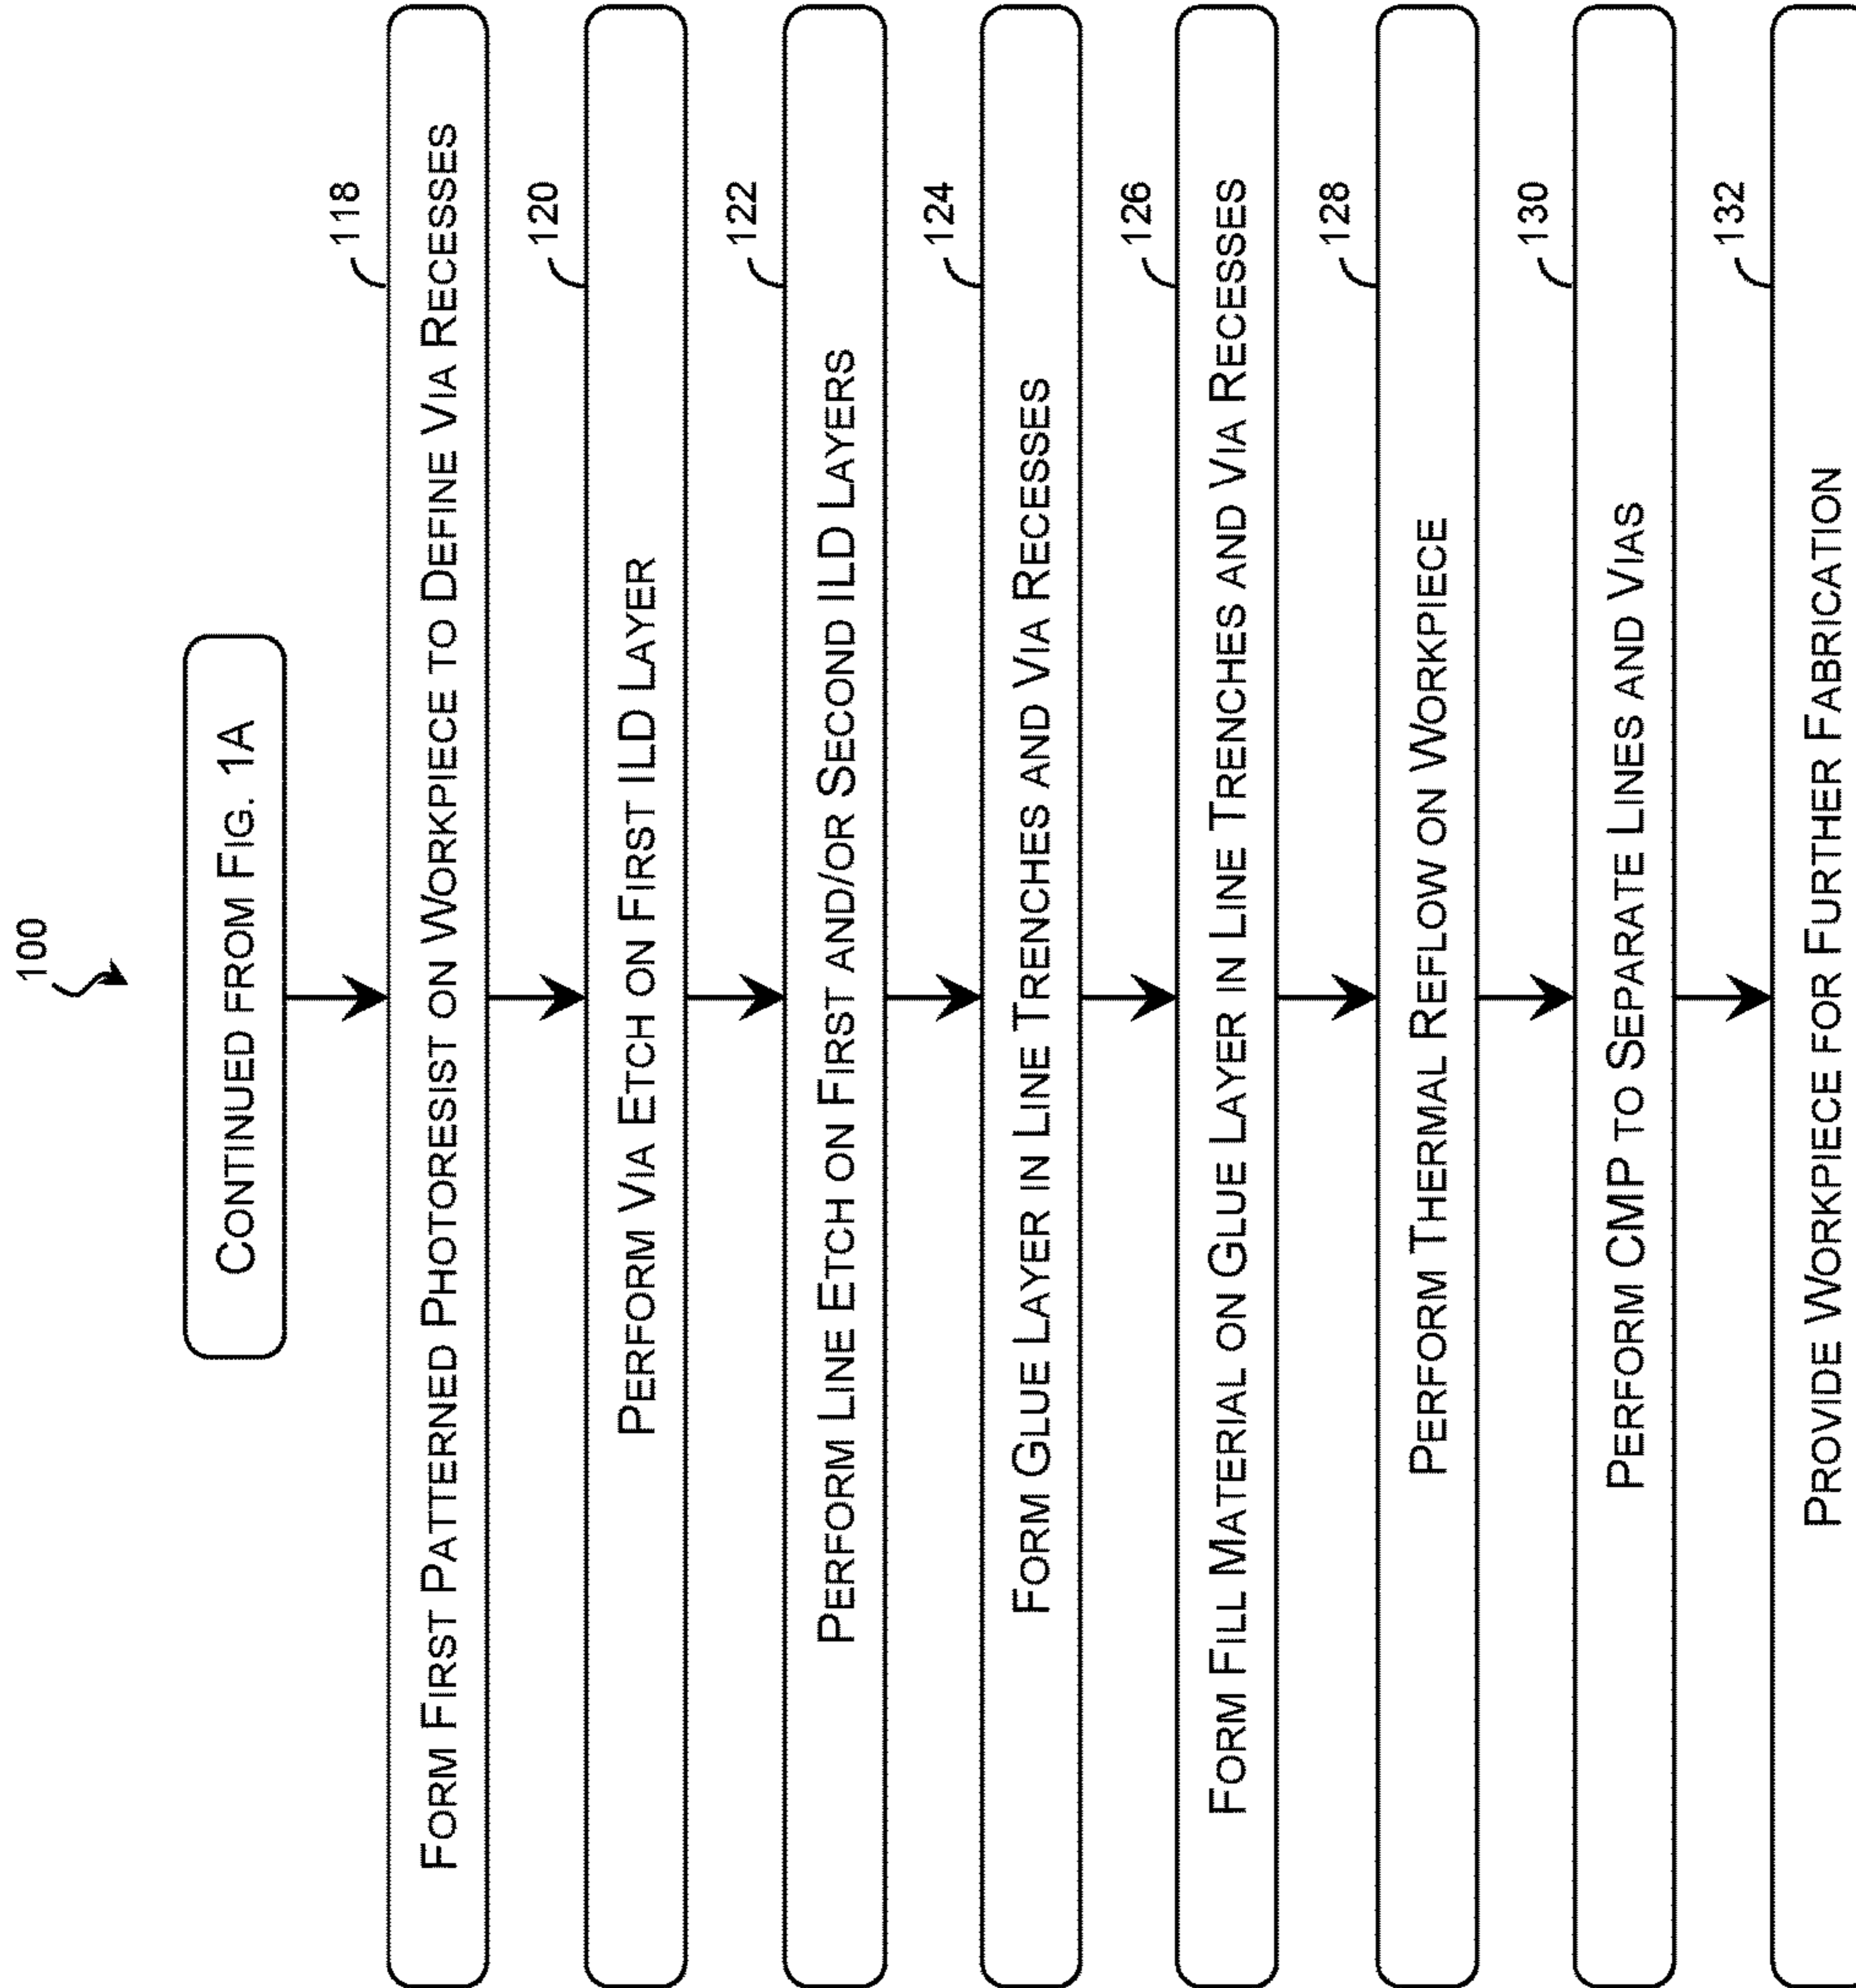 100
CONTINUED FROM FIG. 1A
118
FORM FIRST PATTERNED PHOTORESIST ON WORKPIECE TO DEFINE VIA RECESSES
120
PERFORM VIA ETCH ON FIRST ILD LAYER
122
PERFORM LINE ETCH ON FIRST AND/OR SECOND ILD LAYERS
124
FORM GLUE LAYER IN LINE TRENCHES AND VIA RECESSES
126
FORM FILL MATERIAL ON GLUE LAYER IN LINE TRENCHES AND VIA RECESSES
128
PERFORM THERMAL REFLOW ON WORKPIECE
130
PERFORM CMP TO SEPARATE LINES AND VIAS
132
PROVIDE WORKPIECE FOR FURTHER FABRICATION